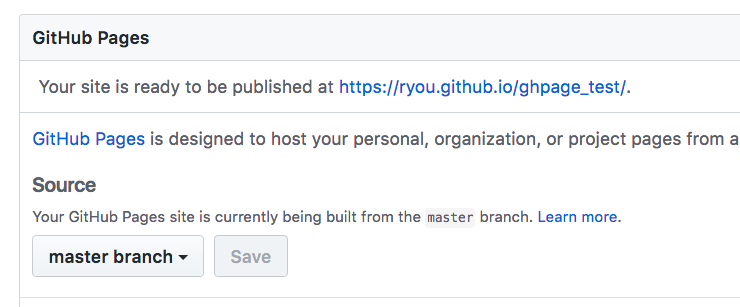 GitHub Pages
Your site is ready to be published at https://ryou.github.io/ghpage_test/.
GitHub Pages is designed to host your personal, organization, or project pages from a
Source
Your GitHub Pages site is currently being built from the master branch. Learn more.
master branch Save